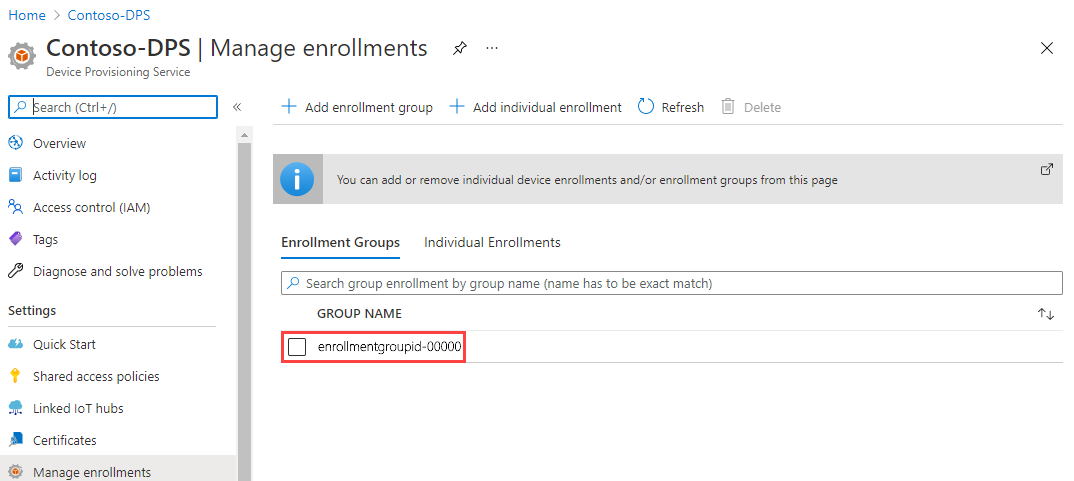 Home > Contoso-DPS
Contoso-DPS | Manage enrollments ...
Device Provisioning Service
Search (Ctrl+/)
Overview
Activity log
Access control (IAM)
Tags
Diagnose and solve problems
Settings
Quick Start
Shared access policies
Linked IoT hubs
Certificates
Manage enrollments
Add enrollment group Add individual enrollment Refresh Delete
You can add or remove individual device enrollments and/or enrollment groups from this page
Enrollment Groups Individual Enrollments
Search group enrollment by group name (name has to be exact match)
GROUP NAME
enrollmentgroupid-00000